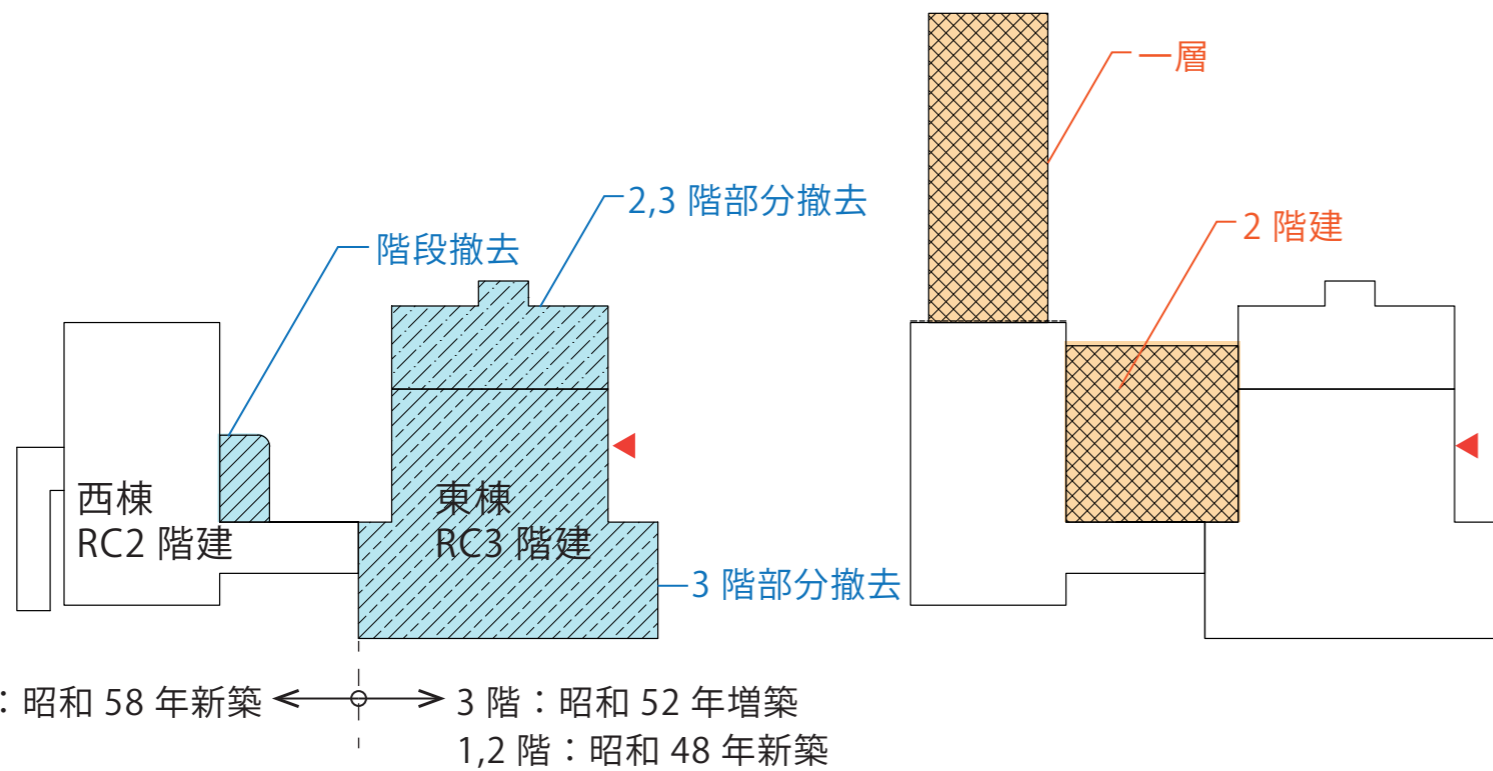 一層
2,3 階部分撤去
2 階建
階段撤去
西棟
RC2 階建
東棟
RC3 階建
3 階部分撤去
：昭和 58 年新築
3 階：昭和 52 年増築
1,2 階：昭和 48 年新築